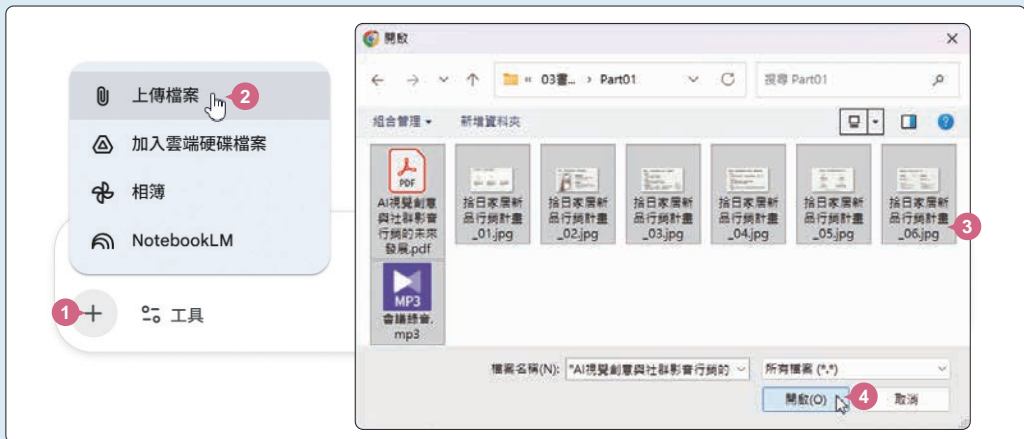 上傳檔案
2
加入雲端硬碟檔案
相簿
NotebookLM
1
工具
開啟
03書... › Part01
搜尋 Part01
組合管理
新增資料夾
PDF
AI視覺創意
與社群影音
行銷的未來
發展.pdf
拾日家居新
品行銷計畫
_01.jpg
拾日家居新
品行銷計畫
_02.jpg
拾日家居新
品行銷計畫
_03.jpg
拾日家居新
品行銷計畫
_04.jpg
拾日家居新
品行銷計畫
_05.jpg
拾日家居新
品行銷計畫
_06.jpg
3
MP3
會議錄音.
mp3
檔案名稱(N):
"AI視覺創意與社群影音行銷的
所有檔案 (*.*)
開啟(O)
4
取消